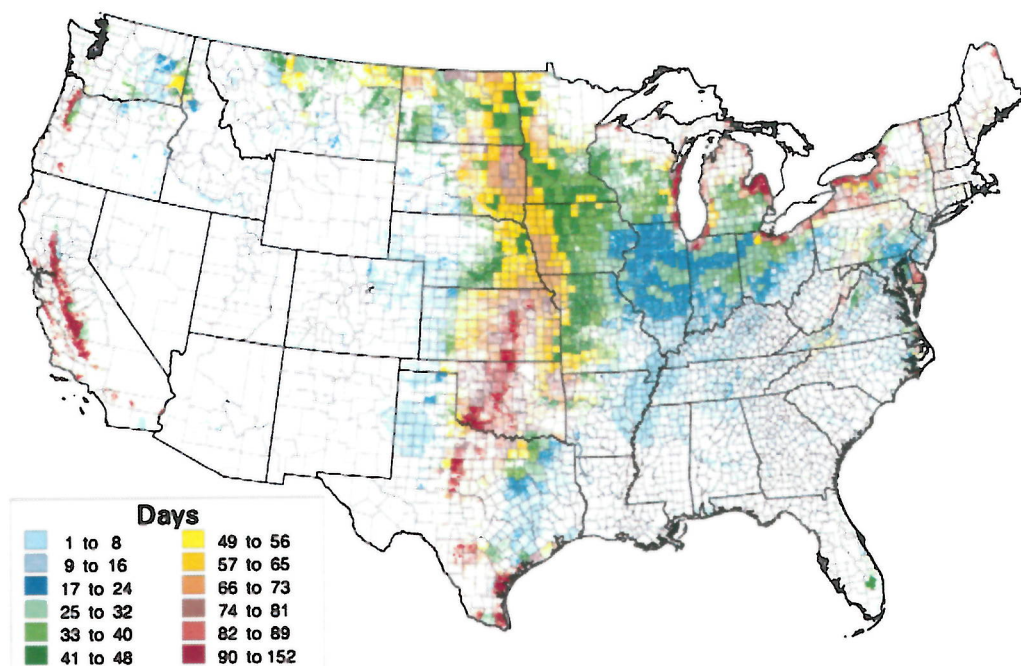 Days
1 to 8
9 to 16
17 to 24
25 to 32
33 to 40
41 to 48
49 to 56
57 to 65
66 to 73
74 to 81
82 to 89
90 to 152